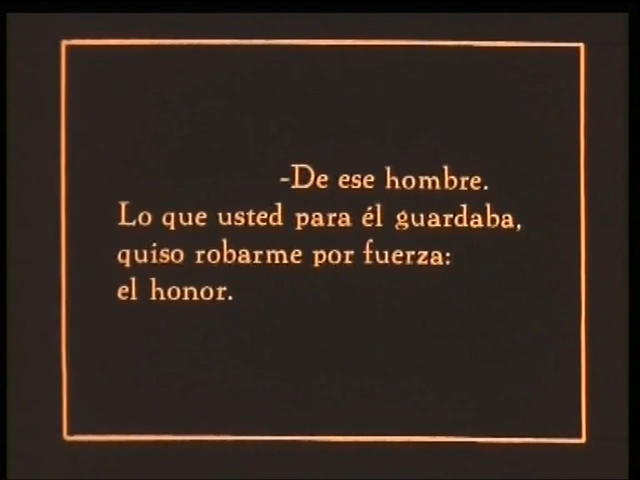 -De ese hombre.
Lo que usted para él guardaba,
quiso robarme por fuerza:
el honor.